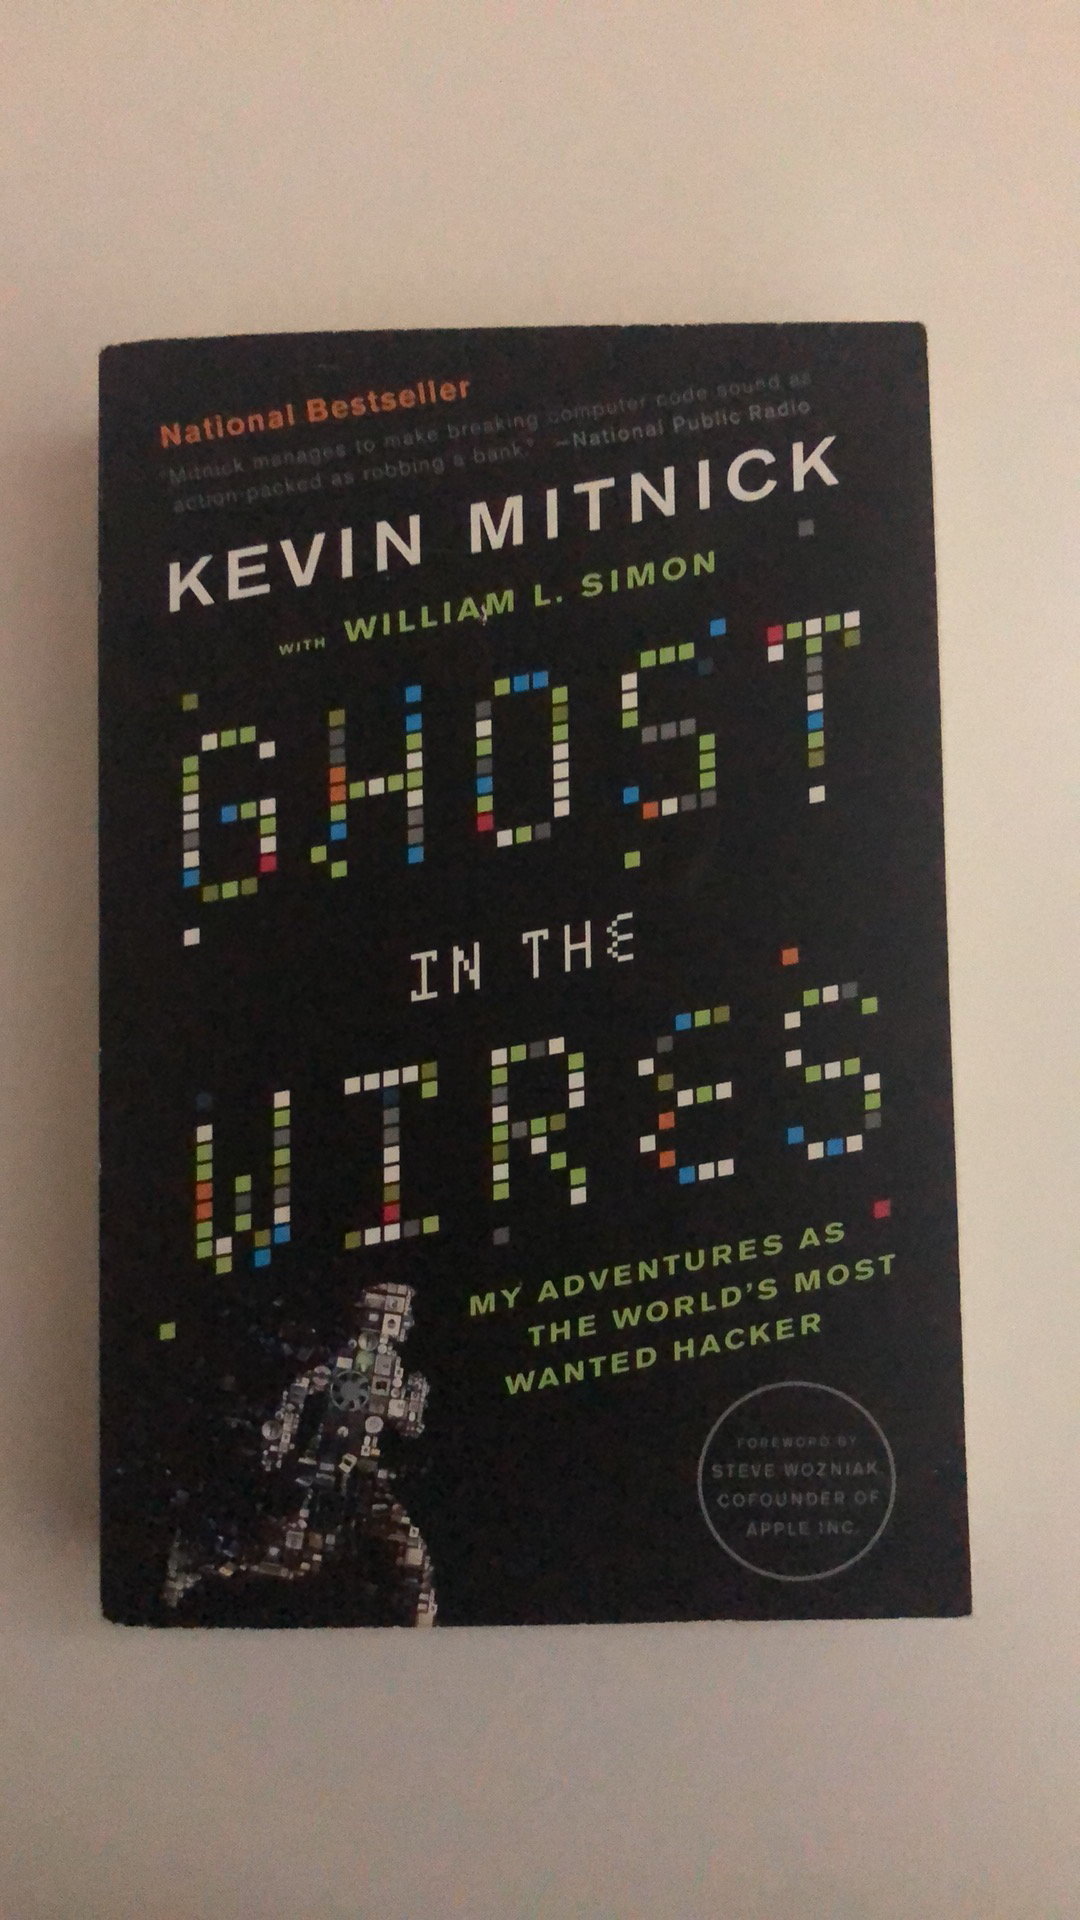 National Bestseller
"Mitnick manages to make breaking computer code sound as
action-packed as robbing a bank." —National Public Radio
KEVIN MITNICK
WITH WILLIAM L. SIMON
GHOST
IN THE
WIRES
MY ADVENTURES AS
THE WORLD'S MOST
WANTED HACKER
FOREWORD BY
STEVE WOZNIAK,
COFOUNDER OF
APPLE INC.